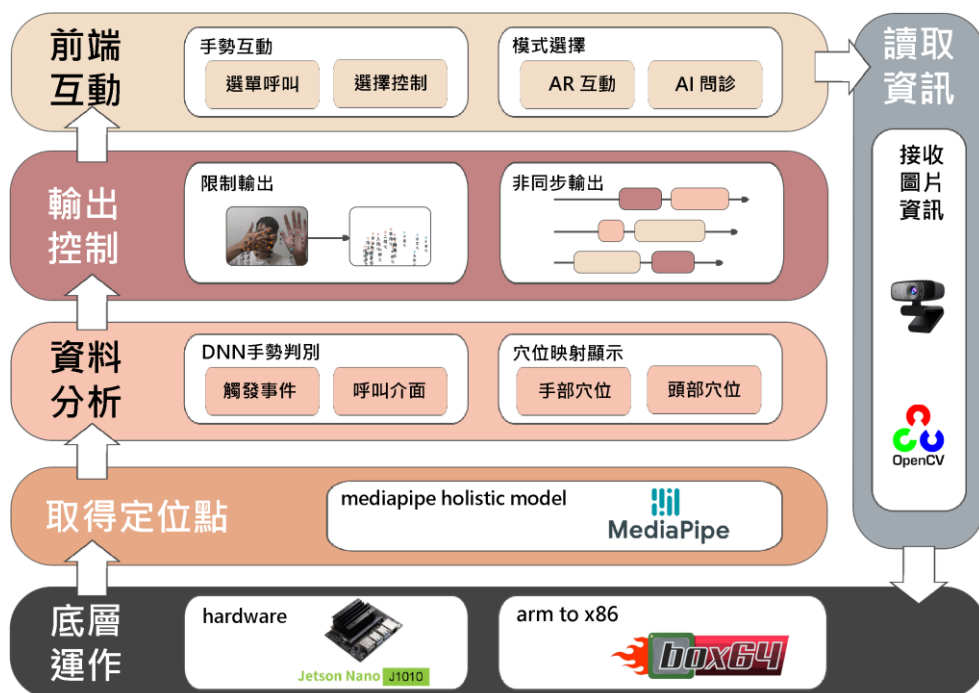 前端
互動
手勢互動
選單呼叫
選擇控制
模式選擇
AR 互動
AI 問診
讀取
資訊
接收
圖片
資訊
OpenCV
輸出
控制
限制輸出
非同步輸出
資料
分析
DNN手勢判別
觸發事件
呼叫介面
穴位映射顯示
手部穴位
頭部穴位
取得定位點
mediapipe holistic model
MediaPipe
底層
運作
hardware
Jetson Nano J1010
arm to x86
box64